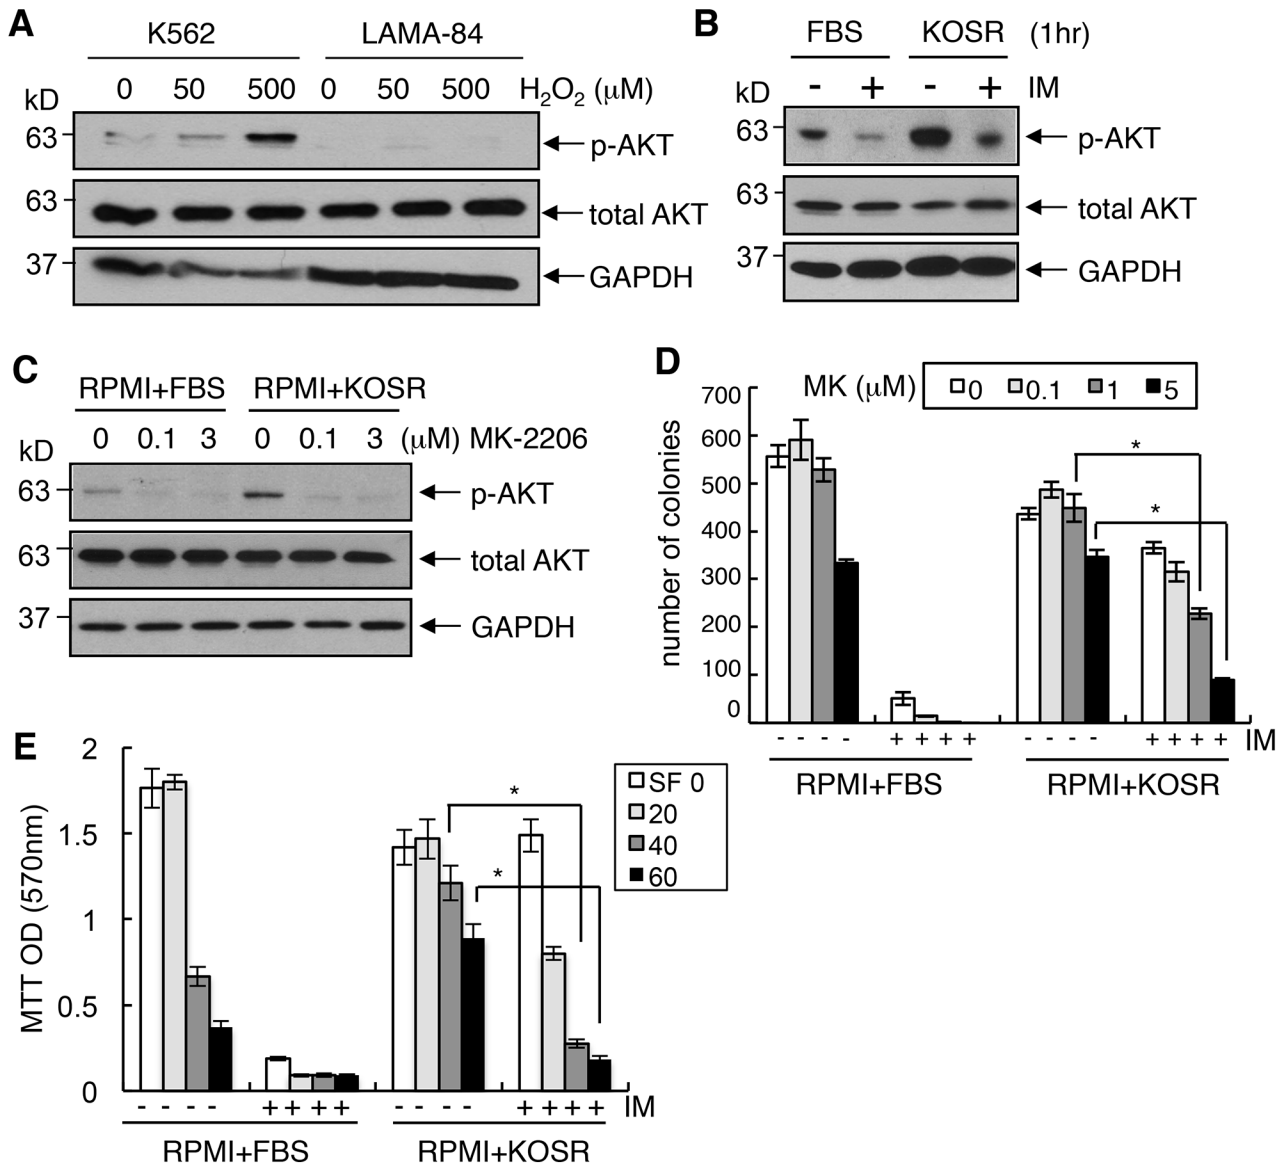 A
K562 LAMA-84
0 50 500 0 50 500 H2O2 (µM)
kD
63 p-AKT
63 total AKT
37 GAPDH
B
FBS KOSR (1hr)
kD - + - + IM
63 p-AKT
63 total AKT
37 GAPDH
C
RPMI+FBS RPMI+KOSR
0 0.1 3 0 0.1 3 (µM) MK-2206
kD
63 p-AKT
63 total AKT
37 GAPDH
D
MK (µM) 0 0.1 1 5
number of colonies
700
600
500
400
300
200
100
0
* *
- - - - + + + + - - - - + + + + IM
RPMI+FBS RPMI+KOSR
E
MTT OD (570nm)
2
1.5
1
0.5
0
SF 0
20
40
60
* *
- - - - + + + + - - - - + + + + IM
RPMI+FBS RPMI+KOSR